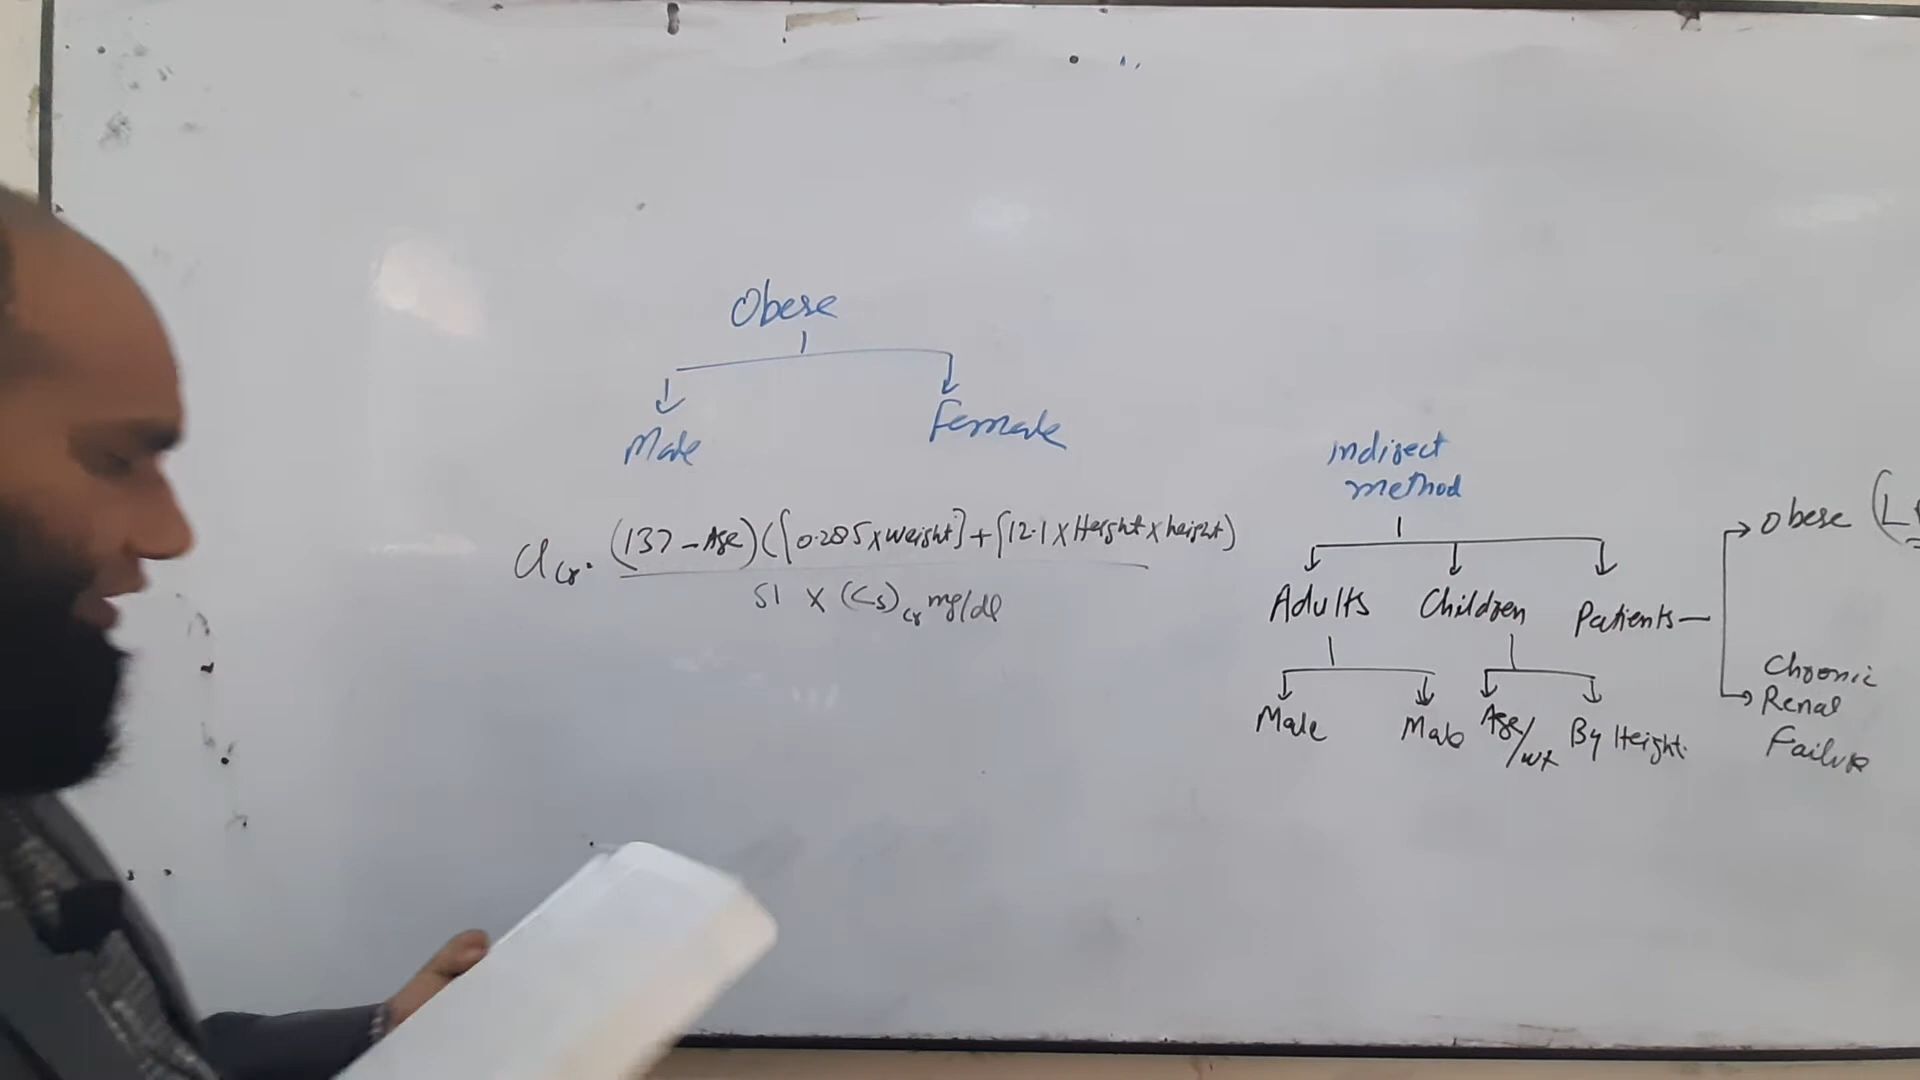 Obese
Male Female
Clcr. (137 - Age) ([0.285 x weight] + [12.1 x Height x height)
51 x (Cs)cr mg/dl
indirect
method
Adults Children Patients
Male Male Age/wt By Height.
Obese (L
Chronic
Renal
Failure